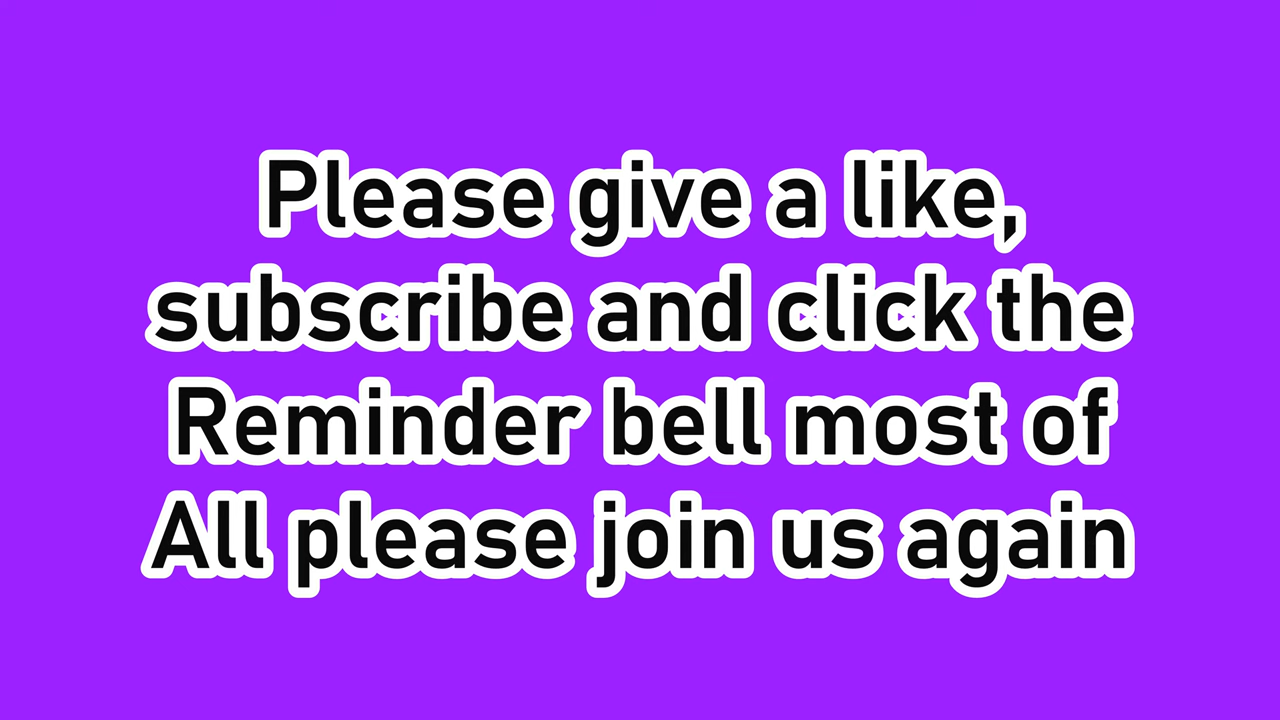 Please give a like,
subscribe and click the
Reminder bell most of
All please join us again